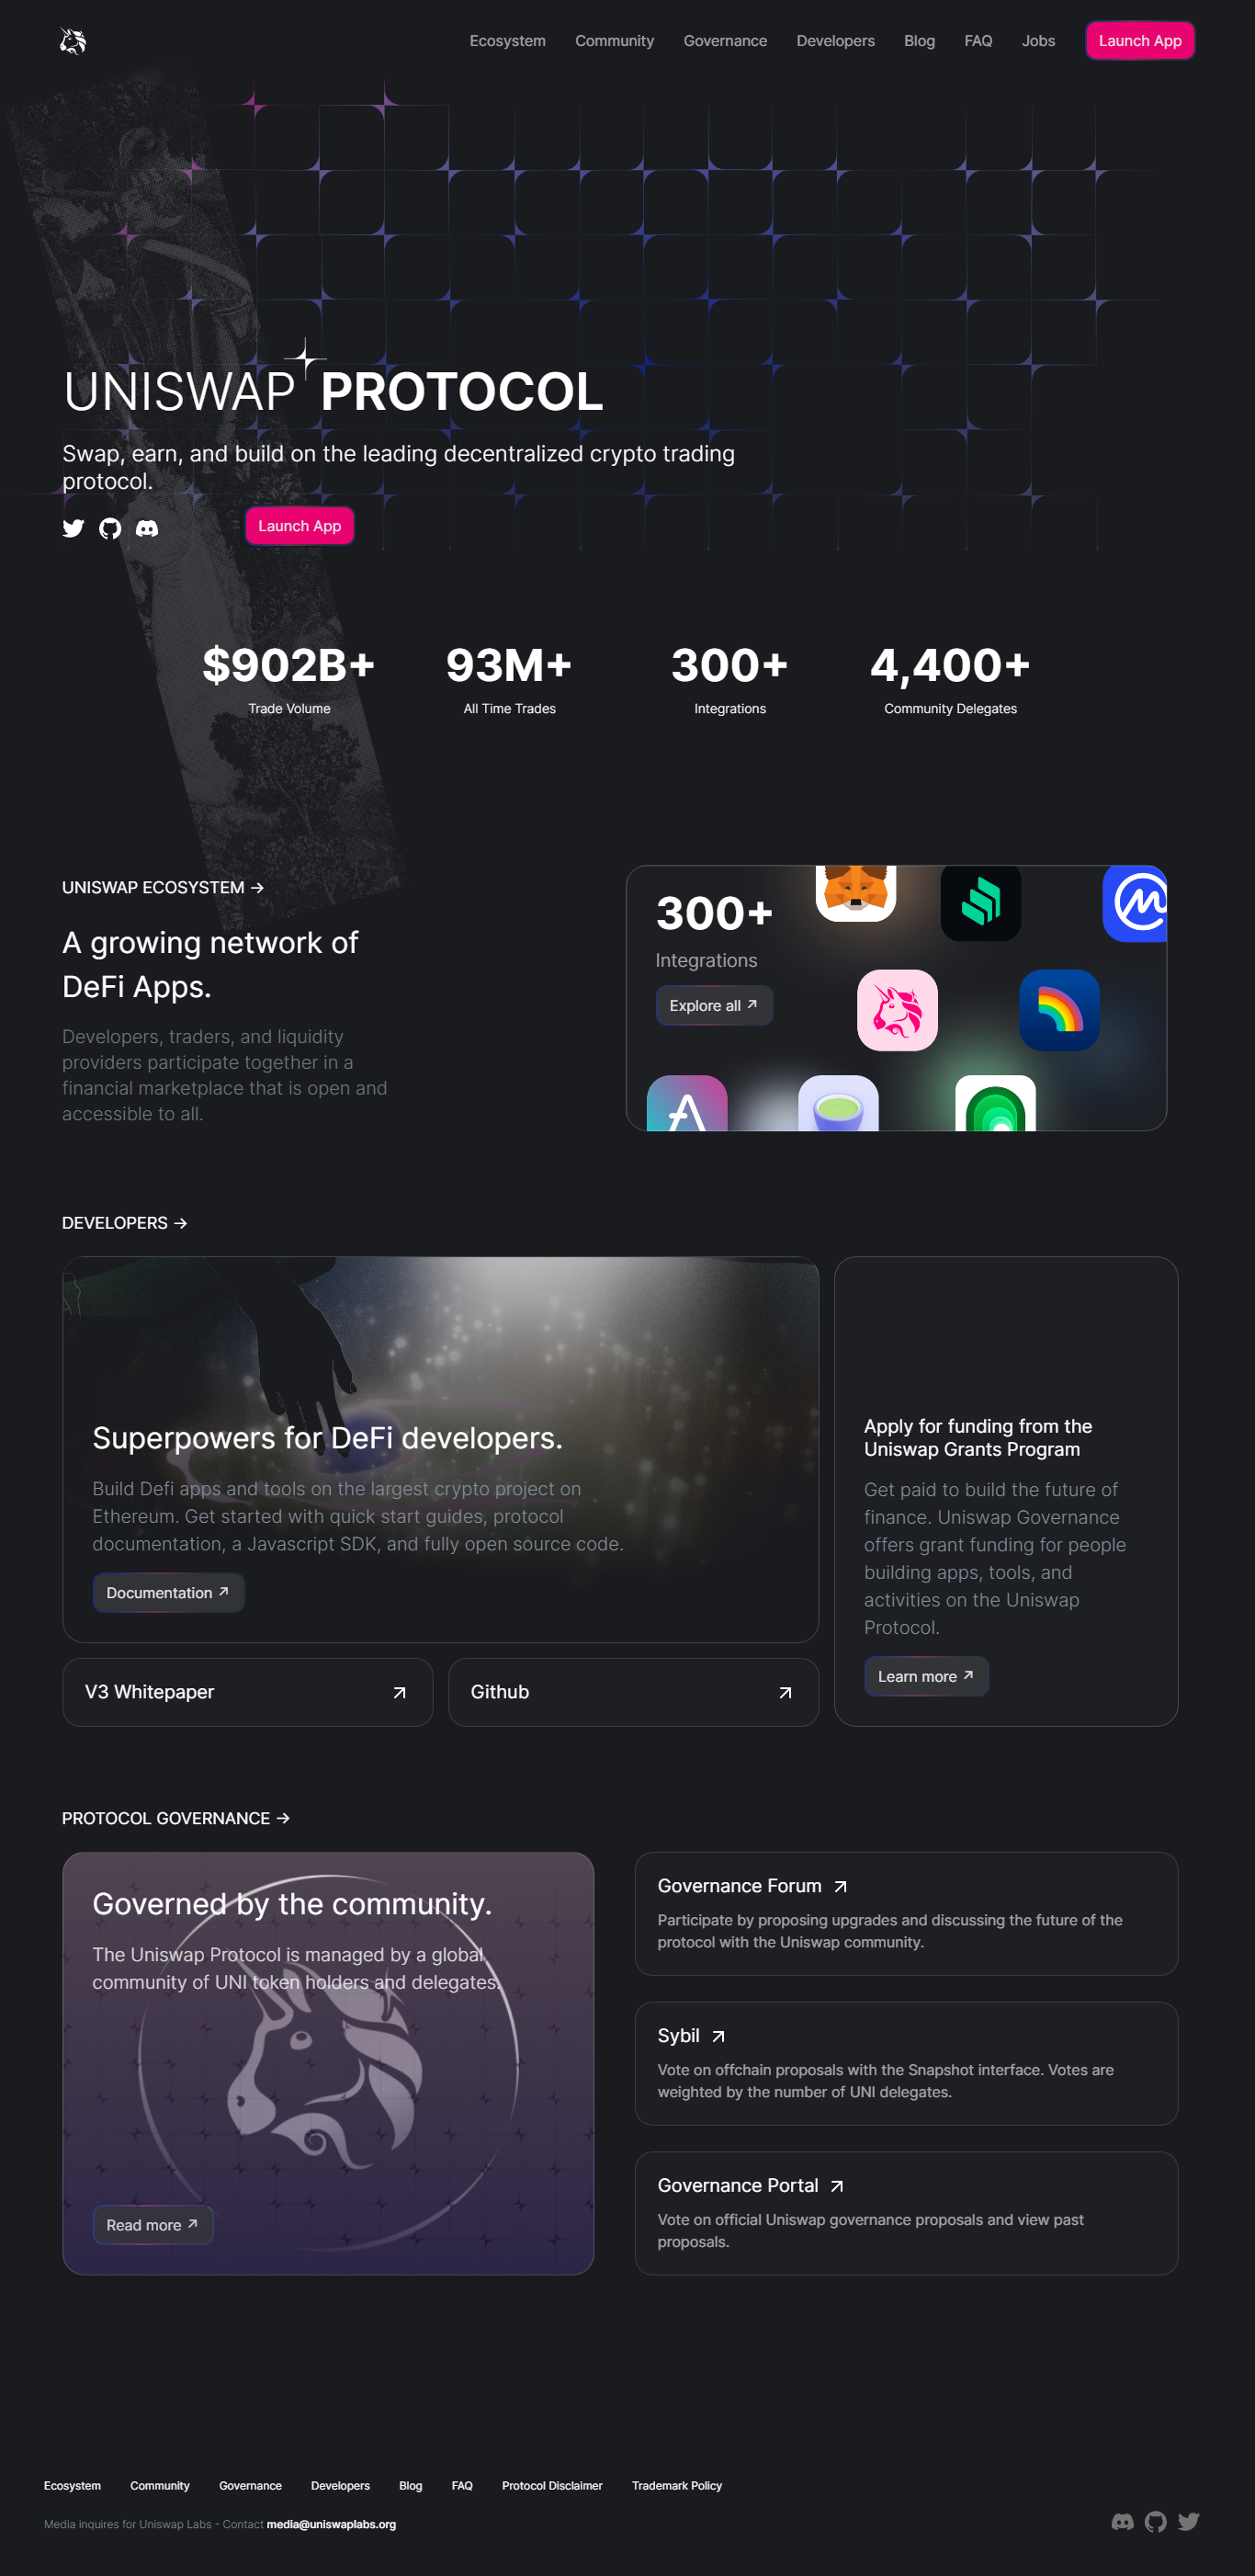 Ecosystem
Community
Governance
Developers
Blog
FAQ
Jobs
Launch App
UNISWAP PROTOCOL
Swap, earn, and build on the leading decentralized crypto trading
protocol.
Launch App
$902B+
Trade Volume
93M+
All Time Trades
300+
Integrations
4,400+
Community Delegates
UNISWAP ECOSYSTEM →
A growing network of
DeFi Apps.
Developers, traders, and liquidity
providers participate together in a
financial marketplace that is open and
accessible to all.
300+
Integrations
Explore all ↗
DEVELOPERS →
Superpowers for DeFi developers.
Build Defi apps and tools on the largest crypto project on
Ethereum. Get started with quick start guides, protocol
documentation, a Javascript SDK, and fully open source code.
Documentation ↗
V3 Whitepaper
Github
Apply for funding from the
Uniswap Grants Program
Get paid to build the future of
finance. Uniswap Governance
offers grant funding for people
building apps, tools, and
activities on the Uniswap
Protocol.
Learn more ↗
PROTOCOL GOVERNANCE →
Governed by the community.
The Uniswap Protocol is managed by a global
community of UNI token holders and delegates.
Read more ↗
Governance Forum
Participate by proposing upgrades and discussing the future of the
protocol with the Uniswap community.
Sybil
Vote on offchain proposals with the Snapshot interface. Votes are
weighted by the number of UNI delegates.
Governance Portal
Vote on official Uniswap governance proposals and view past
proposals.
Ecosystem
Community
Governance
Developers
Blog
FAQ
Protocol Disclaimer
Trademark Policy
Media inquires for Uniswap Labs - Contact media@uniswaplabs.org